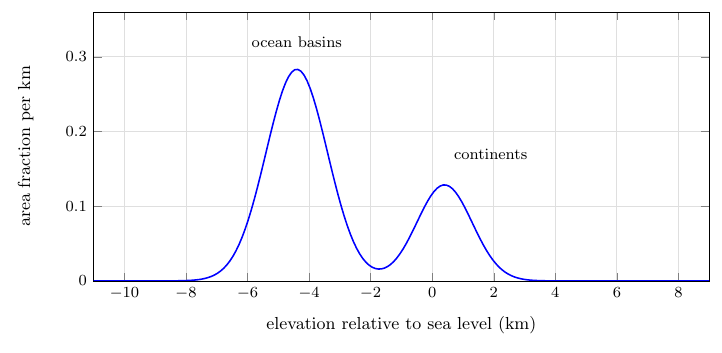 ocean basins
continents
area fraction per km
0.3
0.2
0.1
0
−10 −8 −6 −4 −2 0 2 4 6 8
elevation relative to sea level (km)